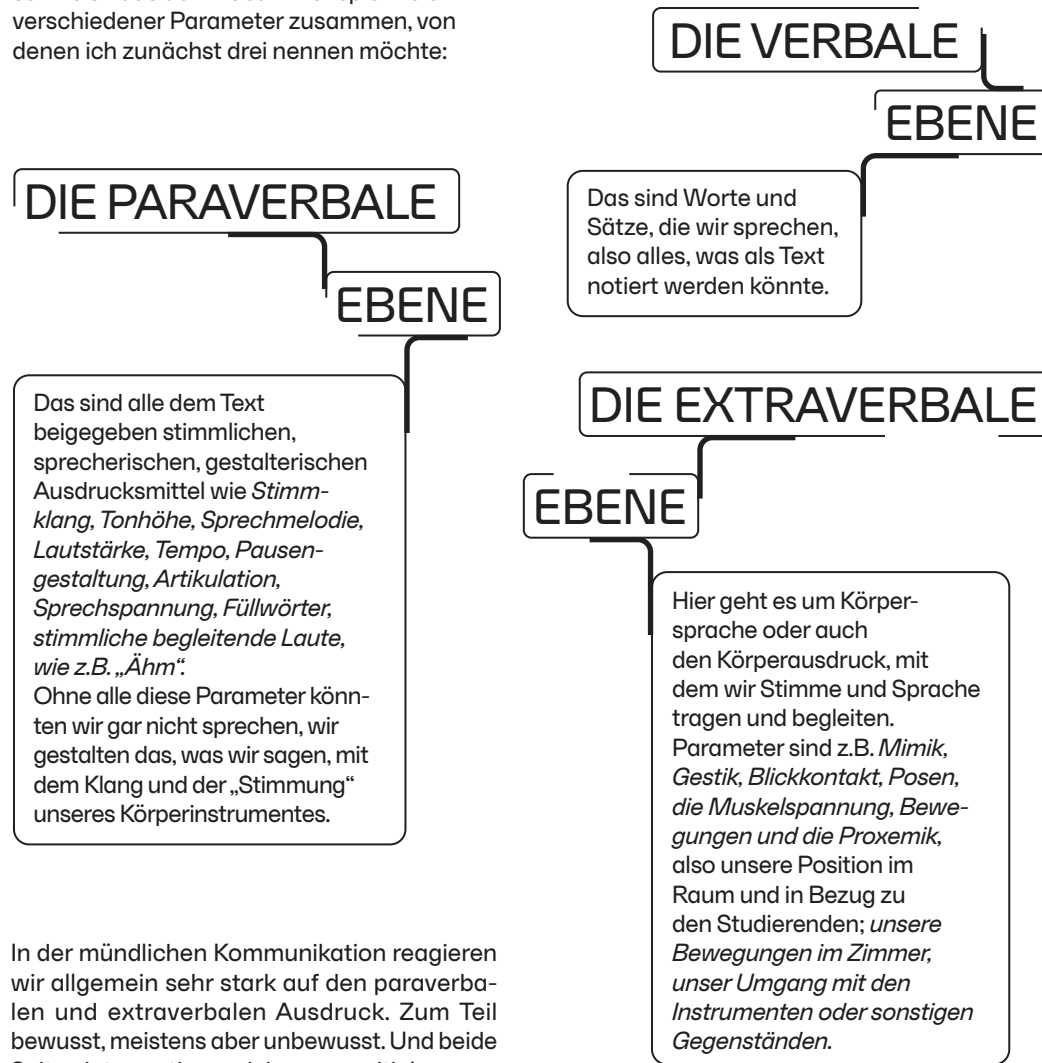 verschiedener Parameter zusammen, von
denen ich zunächst drei nennen möchte:
DIE PARAVERBALE
EBENE
Das sind alle dem Text
beigegeben stimmlichen,
sprecherischen, gestalterischen
Ausdrucksmittel wie Stimm-
klang, Tonhöhe, Sprechmelodie,
Lautstärke, Tempo, Pausen-
gestaltung, Artikulation,
Sprechspannung, Füllwörter,
stimmliche begleitende Laute,
wie z.B. „Ähm“.
Ohne alle diese Parameter könn-
ten wir gar nicht sprechen, wir
gestalten das, was wir sagen, mit
dem Klang und der „Stimmung“
unseres Körperinstrumentes.
In der mündlichen Kommunikation reagieren
wir allgemein sehr stark auf den paraverba-
len und extraverbalen Ausdruck. Zum Teil
bewusst, meistens aber unbewusst. Und beide
DIE VERBALE
EBENE
Das sind Worte und
Sätze, die wir sprechen,
also alles, was als Text
notiert werden könnte.
DIE EXTRAVERBALE
EBENE
Hier geht es um Körper-
sprache oder auch
den Körperausdruck, mit
dem wir Stimme und Sprache
tragen und begleiten.
Parameter sind z.B. Mimik,
Gestik, Blickkontakt, Posen,
die Muskelspannung, Bewe-
gungen und die Proxemik,
also unsere Position im
Raum und in Bezug zu
den Studierenden; unsere
Bewegungen im Zimmer,
unser Umgang mit den
Instrumenten oder sonstigen
Gegenständen.